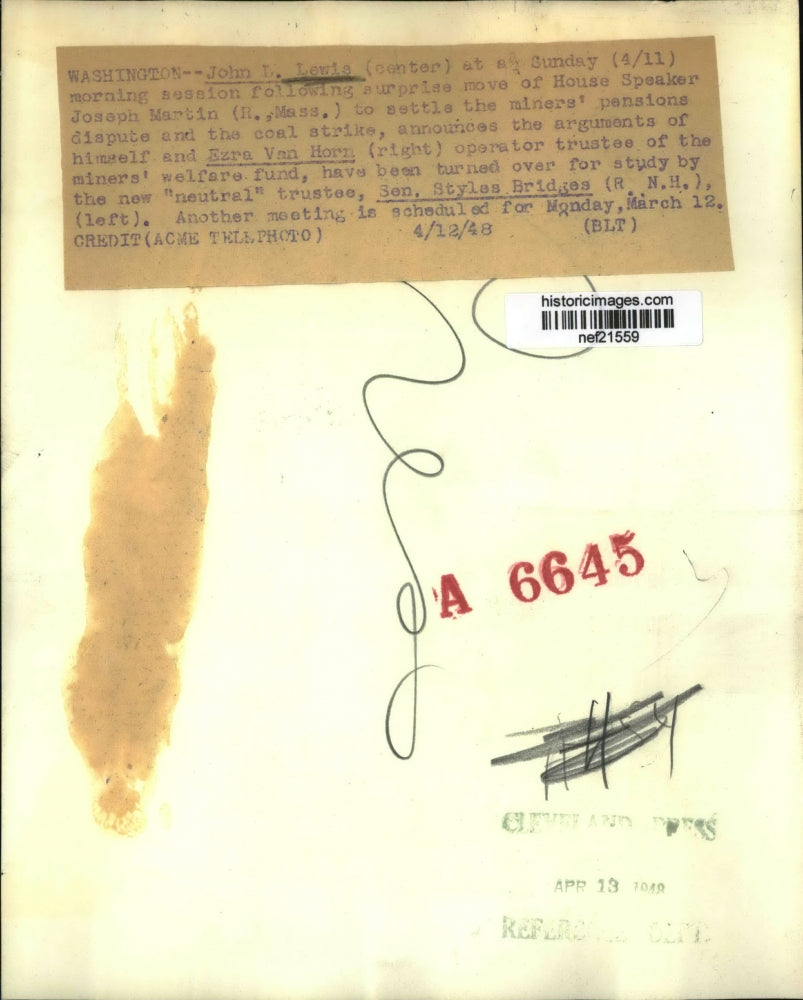 WASHINGTON--John L. Lewis (center) at a Sunday (4/11)
morning session following surprise move of House Speaker
Joseph Martin (R.,Mass.) to settle the miners' pensions
dispute and the coal strike, announces the arguments of
himself and Ezra Van Horn (right) operator trustee of the
miners' welfare fund, have been turned over for study by
the new "neutral" trustee, Sen. Styles Bridges (R. N.H.),
(left). Another meeting is scheduled for Monday,March 12.
CREDIT(ACME TELEPHOTO) 4/12/48 (BLT)
historicimages.com
nef21559
A 6645
CLEVELAND PRESS
APR 13 1948